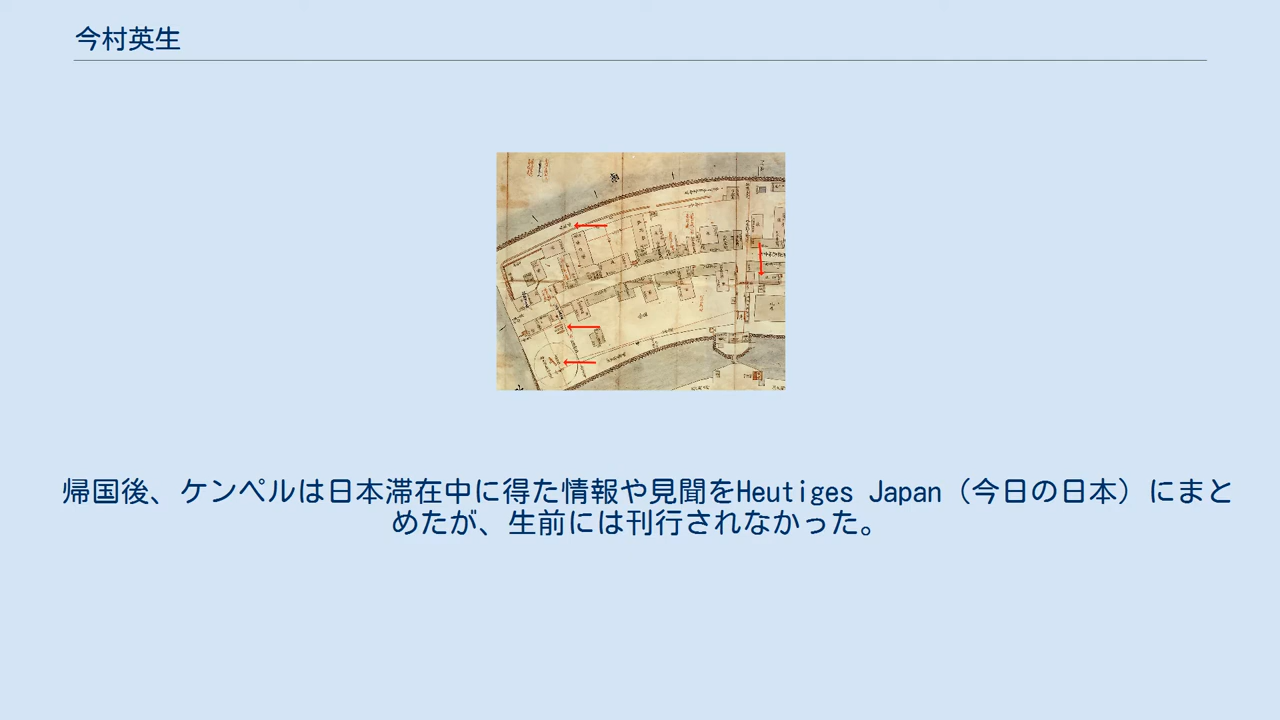 今村英生
帰国後、ケンペルは日本滞在中に得た情報や見聞をHeutiges Japan（今日の日本）にまと
めたが、生前には刊行されなかった。